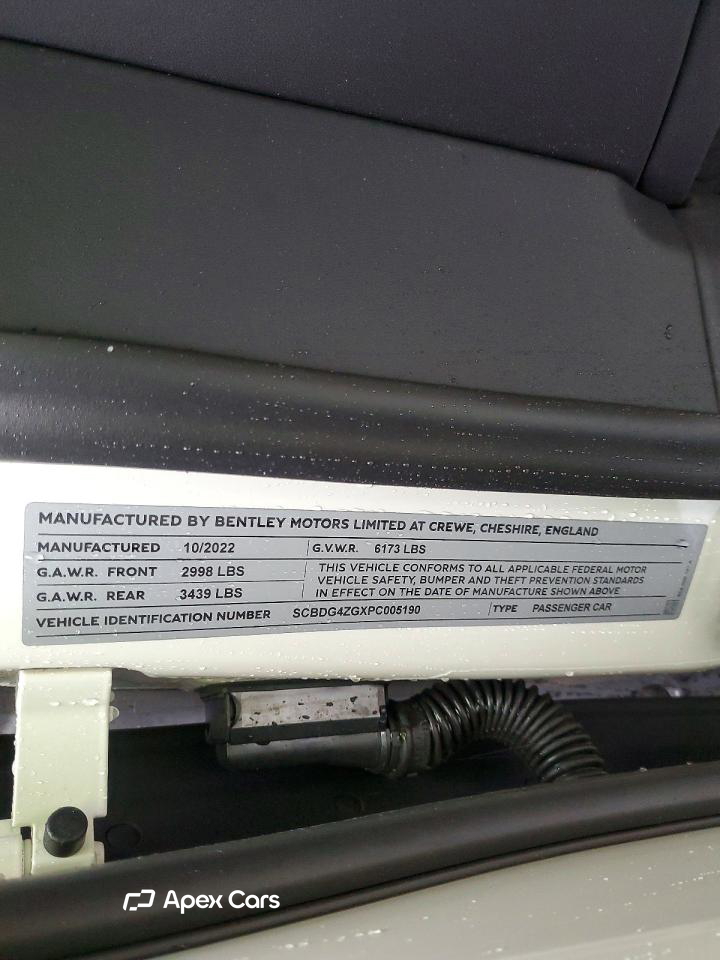 MANUFACTURED BY BENTLEY MOTORS LIMITED AT CREWE, CHESHIRE, ENGLAND
MANUFACTURED 10/2022 G.V.W.R. 6173 LBS
G.A.W.R. FRONT 2998 LBS
G.A.W.R. REAR 3439 LBS
THIS VEHICLE CONFORMS TO ALL APPLICABLE FEDERAL MOTOR
VEHICLE SAFETY, BUMPER AND THEFT PREVENTION STANDARDS
IN EFFECT ON THE DATE OF MANUFACTURE SHOWN ABOVE
VEHICLE IDENTIFICATION NUMBER SCBDG4ZGXPC005190 TYPE PASSENGER CAR
Apex Cars